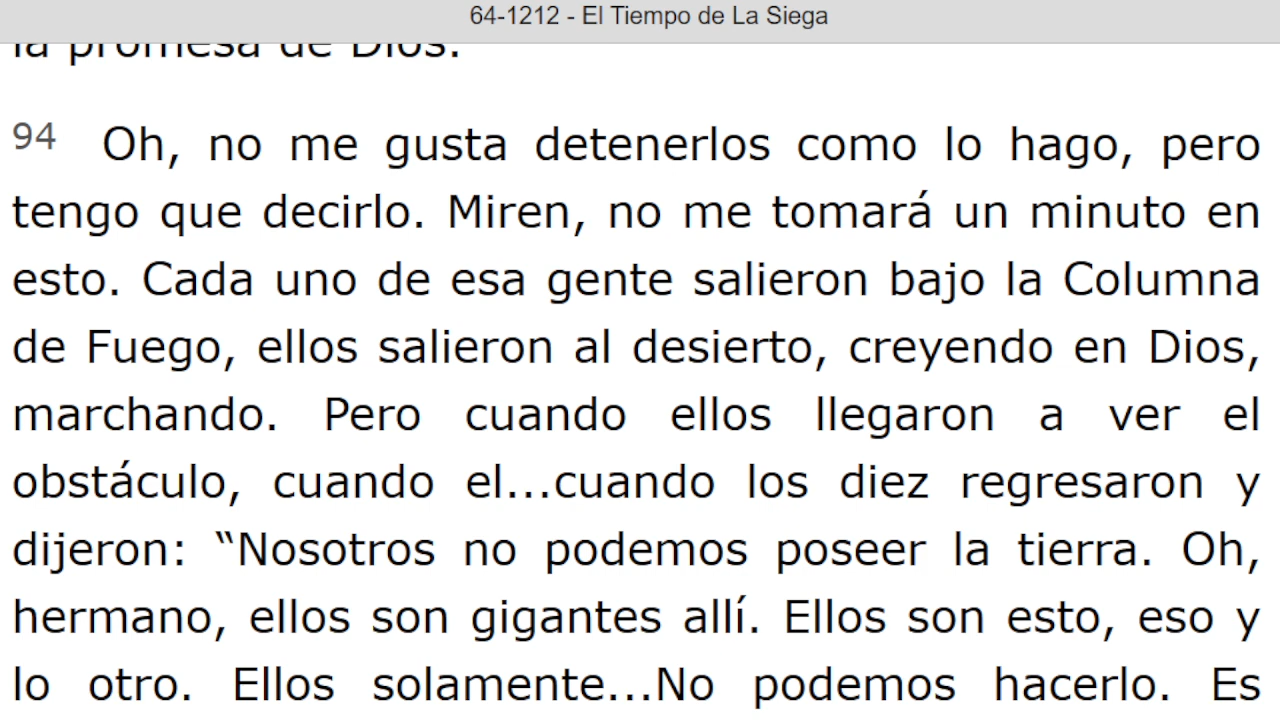 64-1212 - El Tiempo de La Siega
la promesa de Dios.
94 Oh, no me gusta detenerlos como lo hago, pero
tengo que decirlo. Miren, no me tomará un minuto en
esto. Cada uno de esa gente salieron bajo la Columna
de Fuego, ellos salieron al desierto, creyendo en Dios,
marchando. Pero cuando ellos llegaron a ver el
obstáculo, cuando el...cuando los diez regresaron y
dijeron: “Nosotros no podemos poseer la tierra. Oh,
hermano, ellos son gigantes allí. Ellos son esto, eso y
lo otro. Ellos solamente...No podemos hacerlo. Es